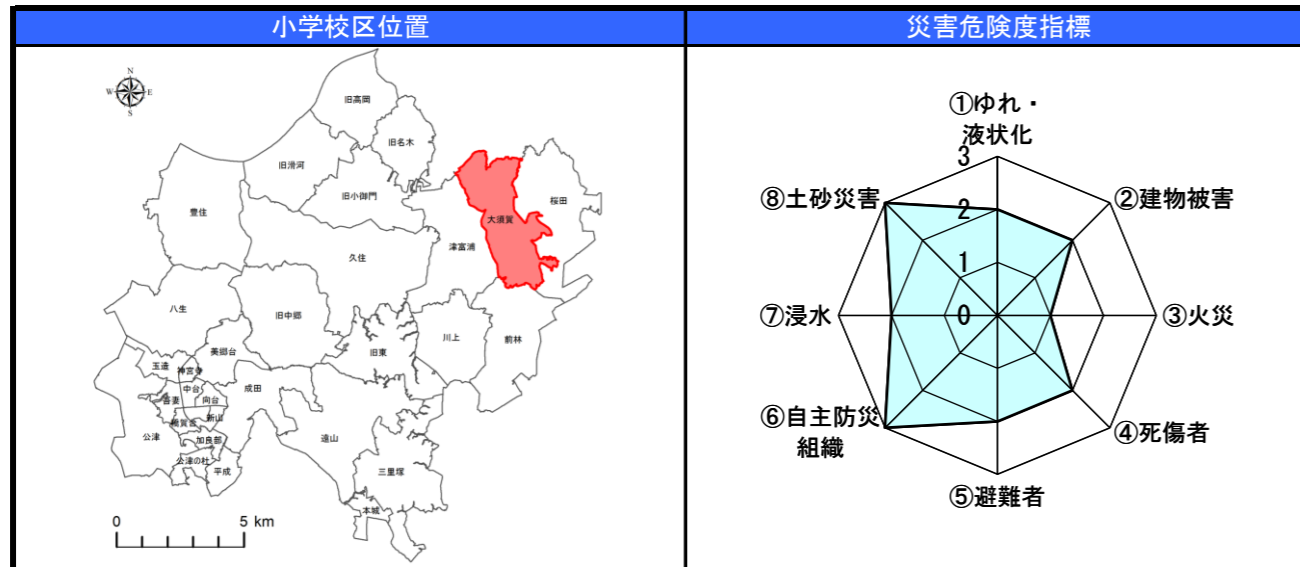 小学校区位置
災害危険度指標
N
W
E
S
旧高岡
旧名木
旧滑河
旧小御門
豊住
桜田
大須賀
津富浦
久住
八生
旧中郷
川上
前林
旧東
美郷台
玉造
神宮寺
成田
中台
吾妻
向台
橋賀台
新山
遠山
公津
加良部
公津の杜
平成
三里塚
本城
0
5 km
①ゆれ・
液状化
3
⑧土砂災害
②建物被害
2
1
⑦浸水
0
③火災
⑥自主防災
組織
④死傷者
⑤避難者